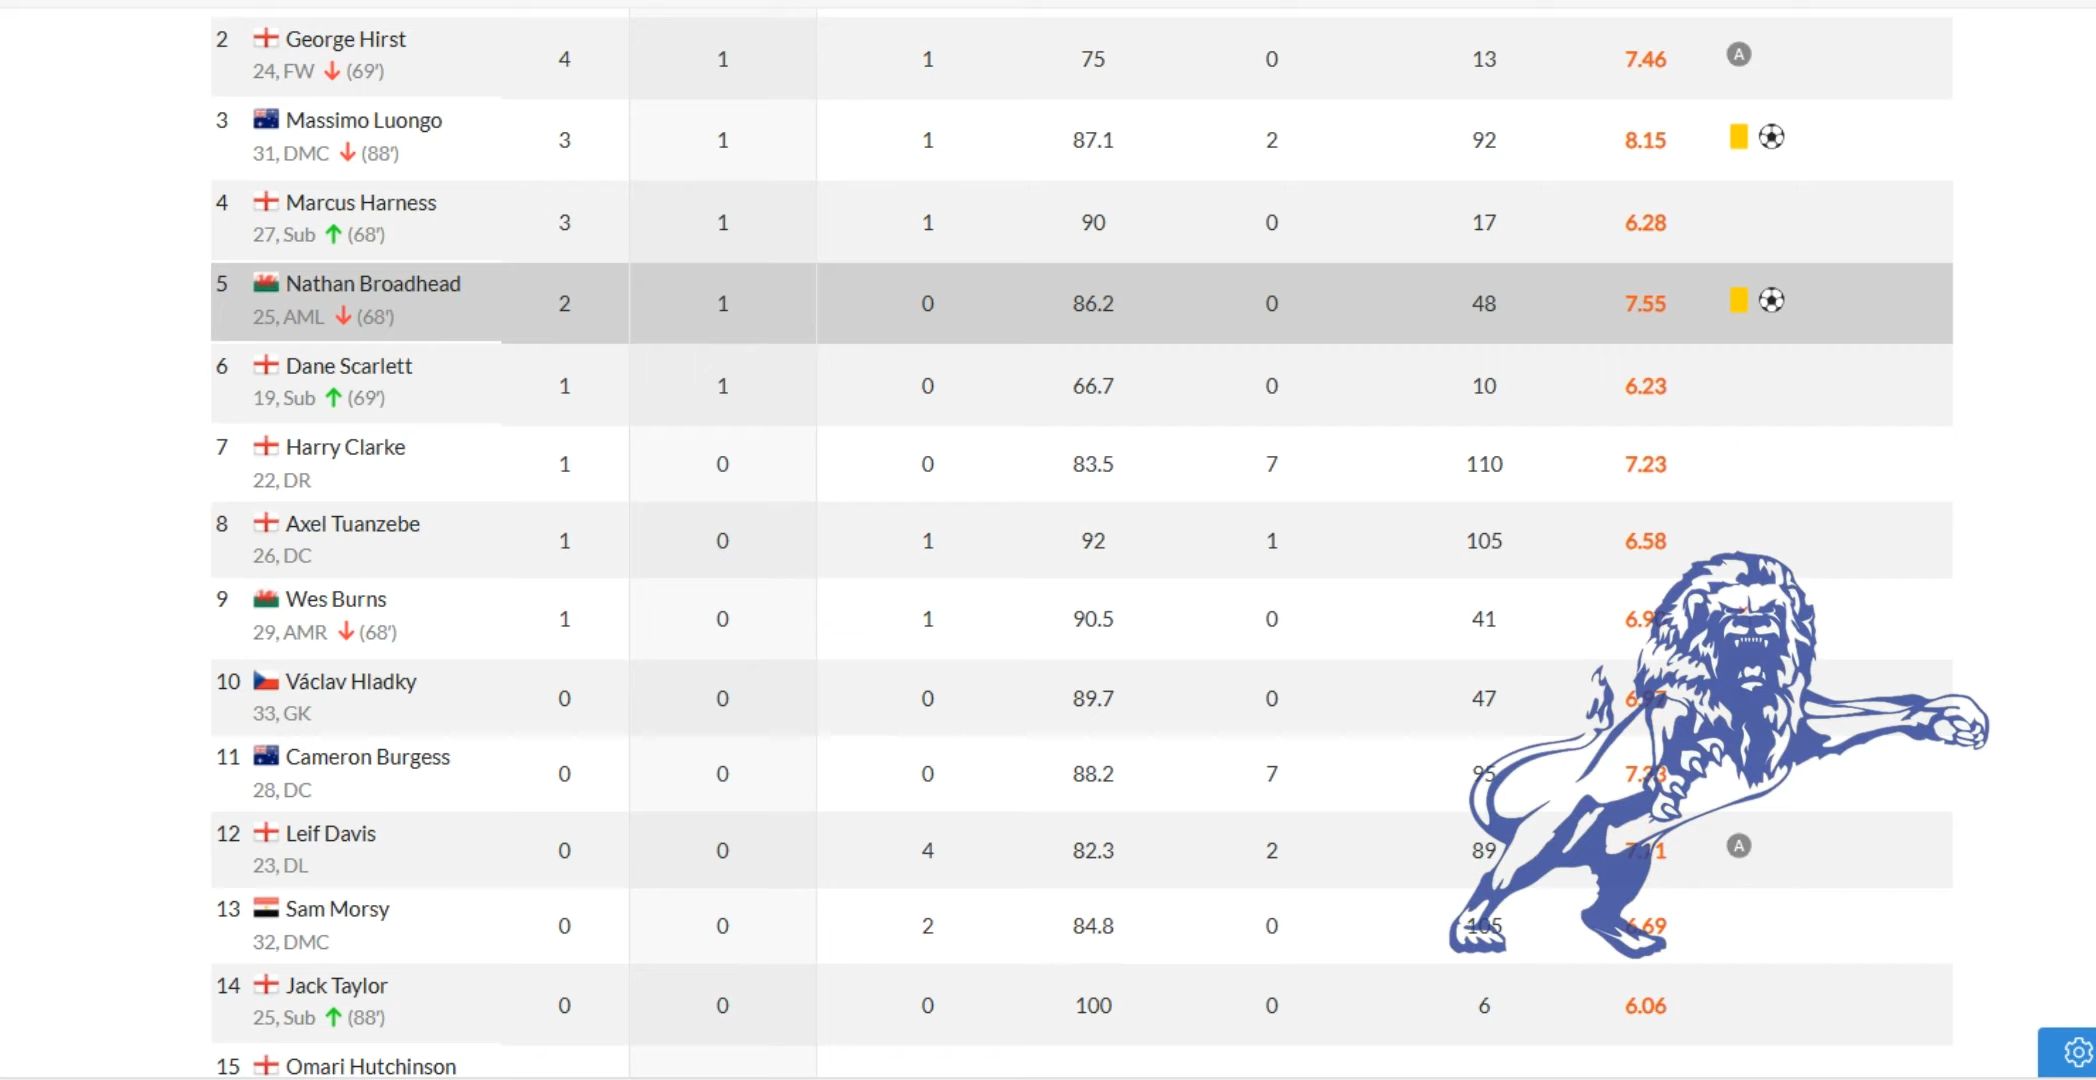 2 George Hirst
24, FW (69') 4 1 1 75 0 13 7.46 A
3 Massimo Luongo
31, DMC (88') 3 1 1 87.1 2 92 8.15
4 Marcus Harness
27, Sub (68') 3 1 1 90 0 17 6.28
5 Nathan Broadhead
25, AML (68') 2 1 0 86.2 0 48 7.55
6 Dane Scarlett
19, Sub (69') 1 1 0 66.7 0 10 6.23
7 Harry Clarke
22, DR 1 0 0 83.5 7 110 7.23
8 Axel Tuanzebe
26, DC 1 0 1 92 1 105 6.58
9 Wes Burns
29, AMR (68') 1 0 1 90.5 0 41
10 Václav Hladky
33, GK 0 0 0 89.7 0 47
11 Cameron Burgess
28, DC 0 0 0 88.2 7 95
12 Leif Davis
23, DL 0 0 4 82.3 2 89 A
13 Sam Morsy
32, DMC 0 0 2 84.8 0 105 6.69
14 Jack Taylor
25, Sub (88') 0 0 0 100 0 6 6.06
15 Omari Hutchinson